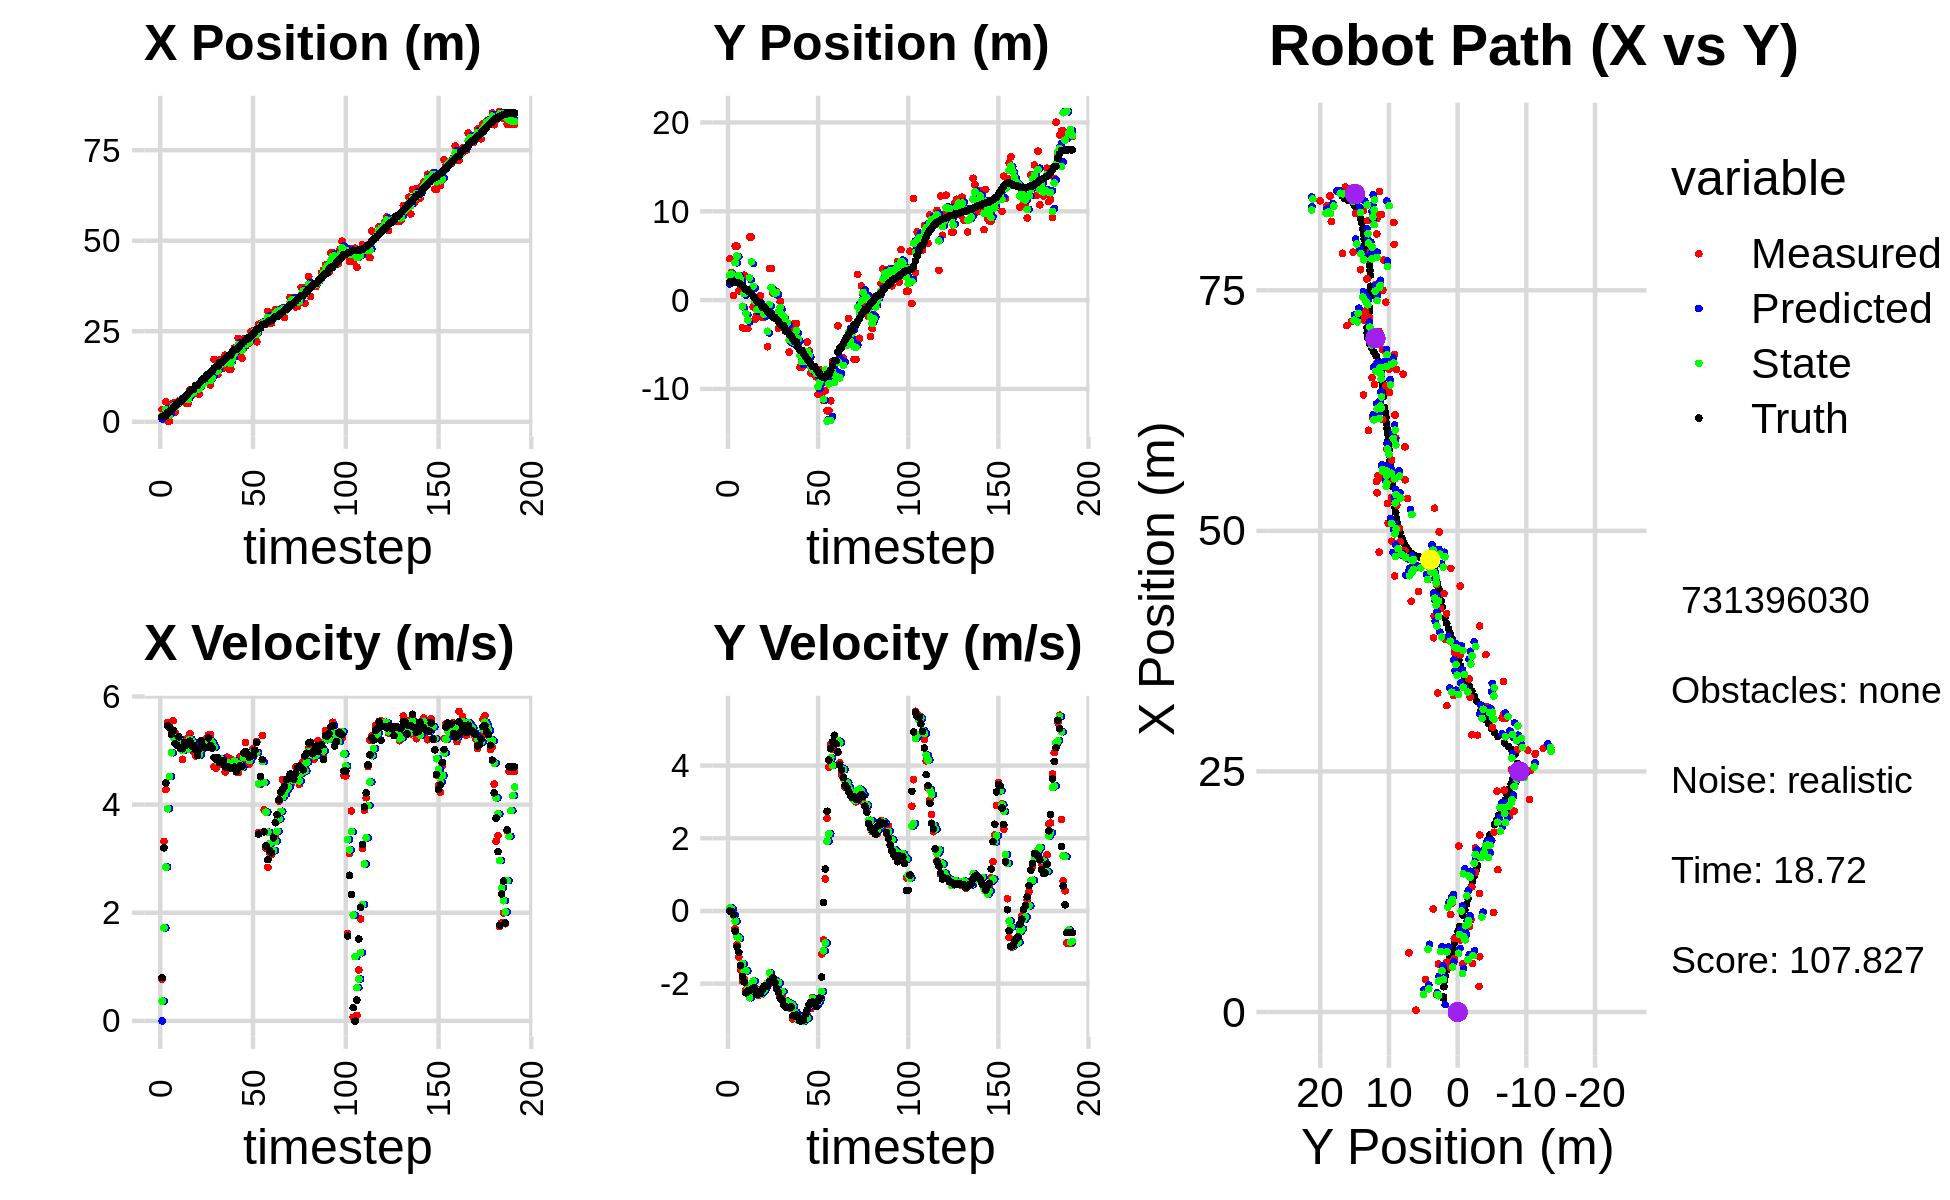 X Position (m)
75
50
25
0
0
50
100
150
200
timestep
Y Position (m)
20
10
0
-10
0
50
100
150
200
timestep
X Velocity (m/s)
6
4
2
0
0
50
100
150
200
timestep
Y Velocity (m/s)
4
2
0
-2
0
50
100
150
200
timestep
Robot Path (X vs Y)
X Position (m)
75
50
25
0
20 10 0 -10 -20
Y Position (m)
variable
Measured
Predicted
State
Truth
731396030
Obstacles: none
Noise: realistic
Time: 18.72
Score: 107.827